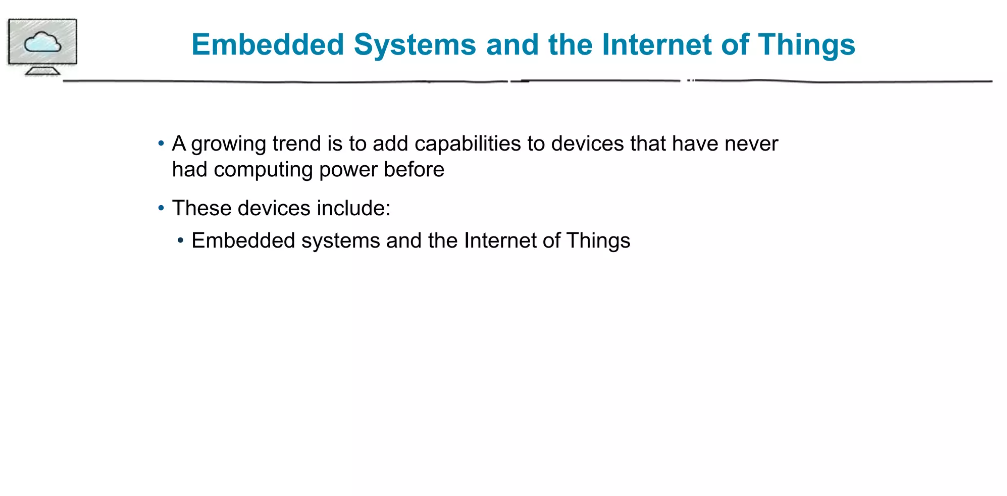 Embedded Systems and the Internet of Things
• A growing trend is to add capabilities to devices that have never
had computing power before
• These devices include:
• Embedded systems and the Internet of Things